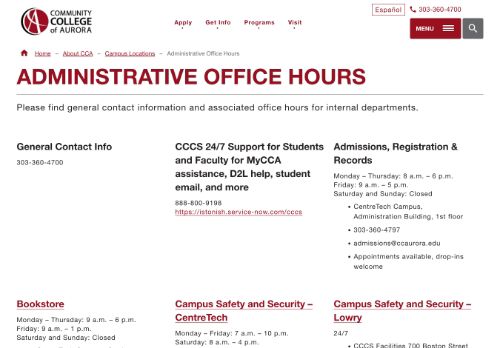 COMMUNITY
COLLEGE
of AURORA
Apply
Get Info
Programs
Visit
Español
303-360-4700
MENU
Home – About CCA – Campus Locations – Administrative Office Hours
ADMINISTRATIVE OFFICE HOURS
Please find general contact information and associated office hours for internal departments.
General Contact Info
303-360-4700
CCCS 24/7 Support for Students
and Faculty for MyCCA
assistance, D2L help, student
email, and more
888-800-9198
https://istonish.service-now.com/cccs
Admissions, Registration &
Records
Monday – Thursday: 8 a.m. – 6 p.m.
Friday: 9 a.m. – 5 p.m.
Saturday and Sunday: Closed
• CentreTech Campus,
Administration Building, 1st floor
• 303-360-4797
• admissions@ccaurora.edu
• Appointments available, drop-ins
welcome
Bookstore
Monday – Thursday: 9 a.m. – 6 p.m.
Friday: 9 a.m. – 1 p.m.
Saturday and Sunday: Closed
Campus Safety and Security –
CentreTech
Monday – Friday: 7 a.m. – 10 p.m.
Saturday: 8 a.m. – 4 p.m.
Campus Safety and Security –
Lowry
24/7
• CCCS Facilities 700 Boston Street